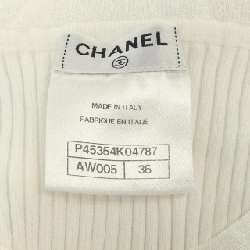 CHANEL
MADE IN ITALY
FABRIQUE EN ITALIE
P45354K04787
AW005 36